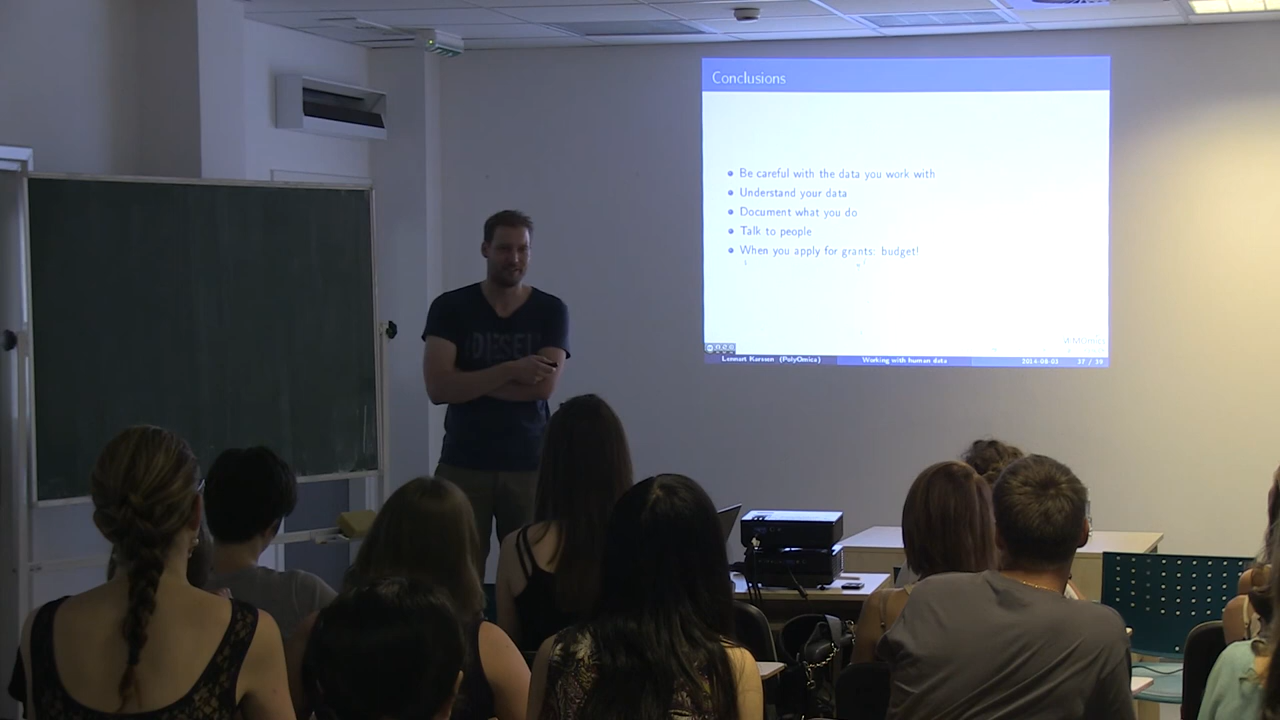 Conclusions
Be careful with the data you work with
Understand your data
Document what you do
Talk to people
When you apply for grants: budget!
Lennart Karssen (PolyOmica)
Working with human data
2014-08-03
37 / 39
DIESEL